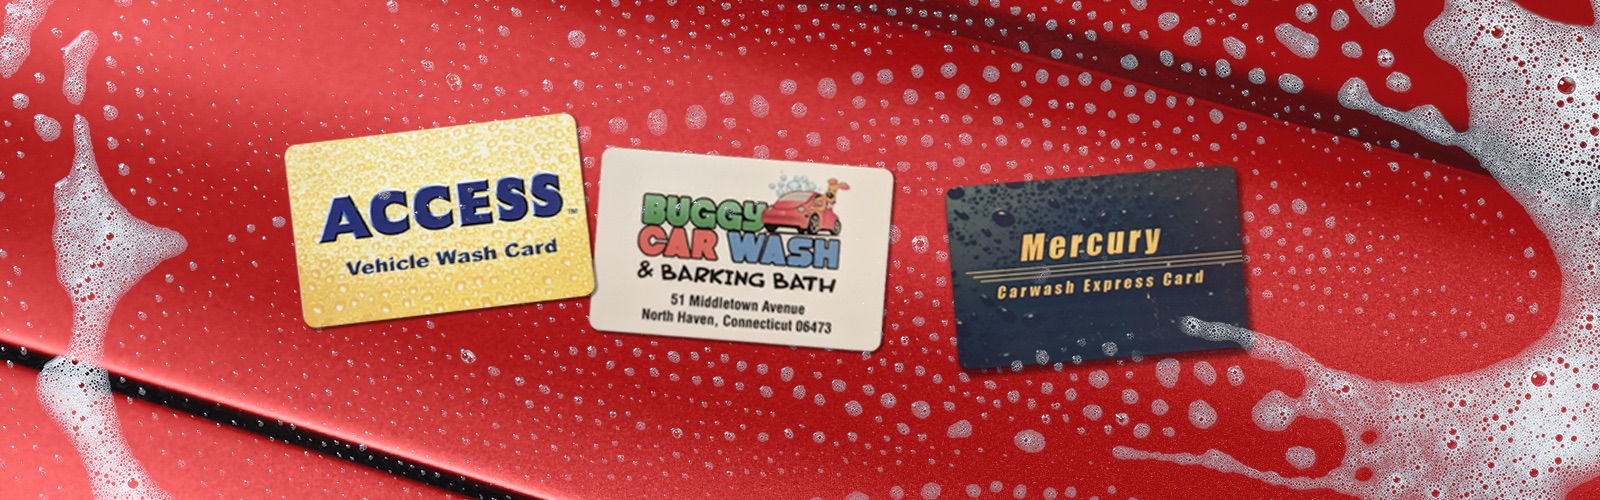 ACCESS™
Vehicle Wash Card
BUGGY
CAR WASH
& BARKING BATH
51 Middletown Avenue
North Haven, Connecticut 06473
Mercury
Carwash Express Card